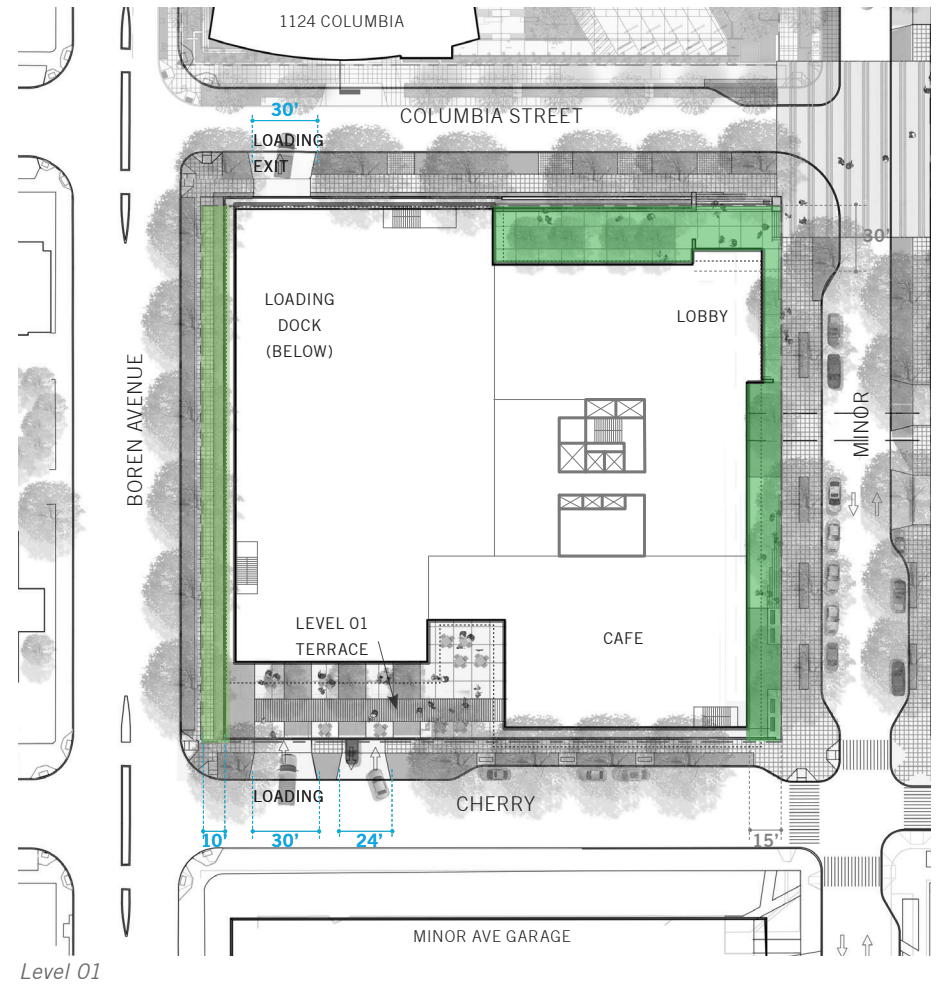 1124 COLUMBIA
30’
COLUMBIA STREET
LOADING
EXIT
30’
LOADING
DOCK
(BELOW)
LOBBY
BOREN AVENUE
MINOR
LEVEL 01
TERRACE
CAFE
LOADING
CHERRY
10’
30’
24’
15’
MINOR AVE GARAGE
Level 01